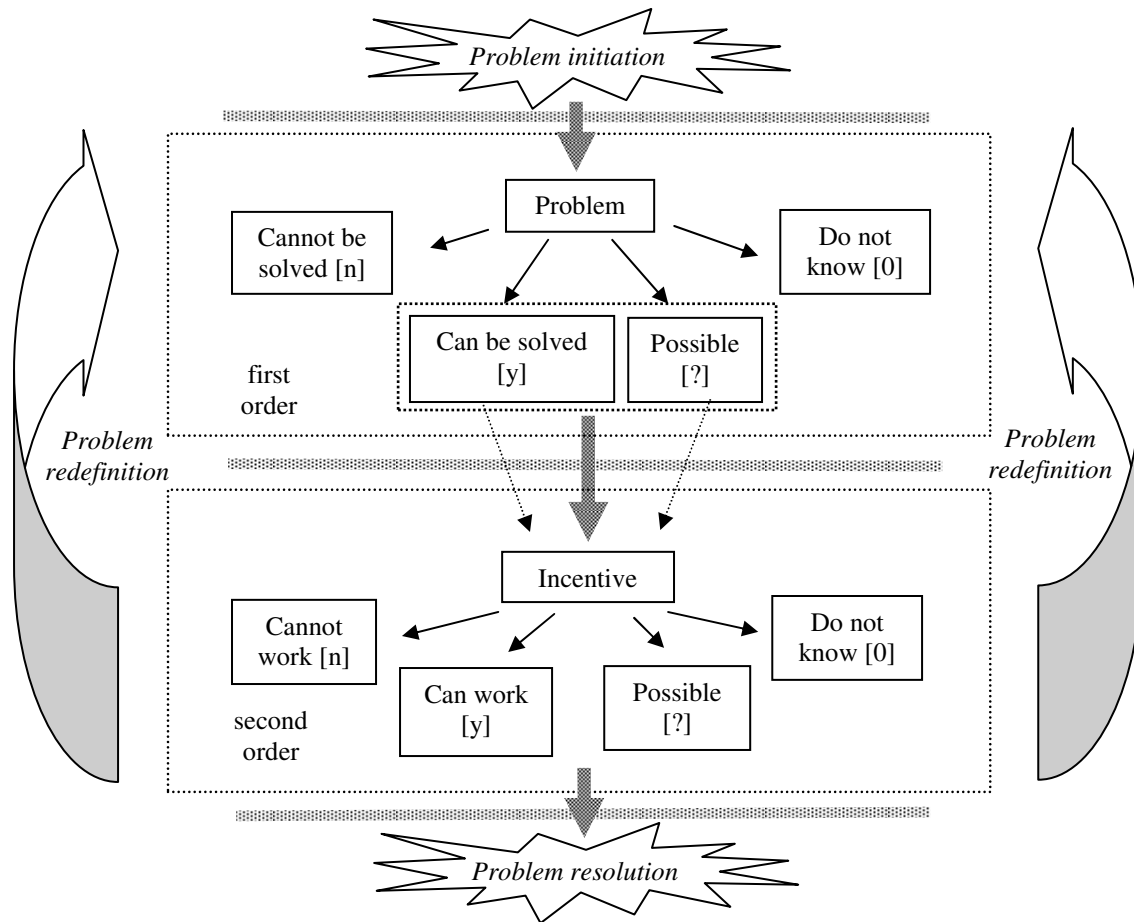 Problem initiation
Problem
Cannot be
solved [n]
Do not
know [0]
Can be solved
[y]
Possible
[?]
first
order
Problem
redefinition
Problem
redefinition
Incentive
Cannot
work [n]
Do not
know [0]
Can work
[y]
Possible
[?]
second
order
Problem resolution